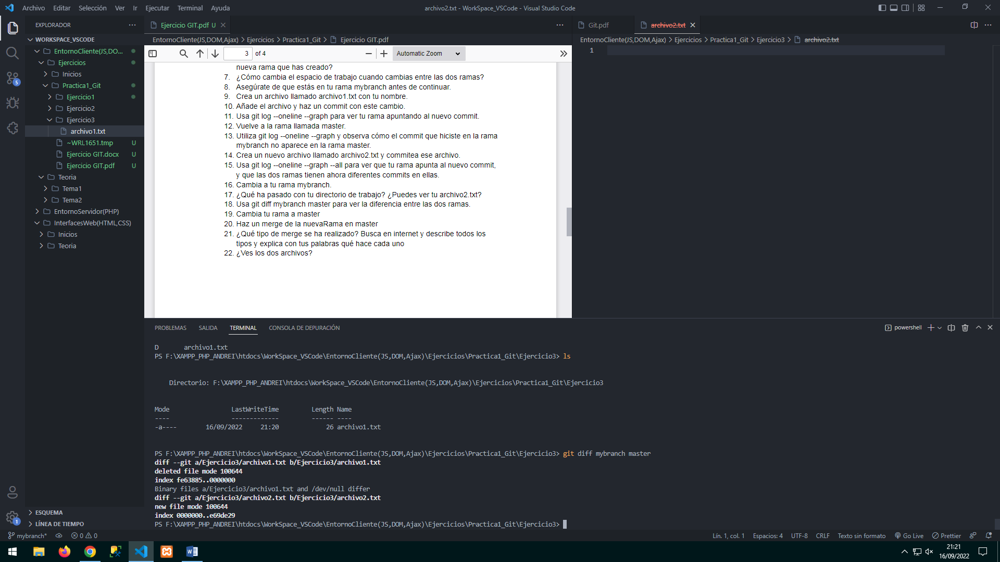 Archivo Editar Selección Ver Ir Ejecutar Terminal Ayuda
archivo2.txt - WorkSpace_VSCode - Visual Studio Code
EXPLORADOR
WORKSPACE_VSCODE
EntornoCliente(JS,DO...
Ejercicios
Inicios
Practica1_Git
Ejercicio1
Ejercicio2
Ejercicio3
archivo1.txt
~WRL1651.tmp U
Ejercicio GIT.docx U
Ejercicio GIT.pdf U
Teoria
Tema1
Tema2
EntornoServidor(PHP)
InterfacesWeb(HTML,CSS)
Inicios
Teoria
ESQUEMA
LÍNEA DE TIEMPO
5
1
Ejercicio GIT.pdf U
EntornoCliente(JS,DOM,Ajax) > Ejercicios > Practica1_Git > Ejercicio GIT.pdf
3 of 4
Automatic Zoom
nueva rama que has creado?
7. ¿Cómo cambia el espacio de trabajo cuando cambias entre las dos ramas?
8. Asegúrate de que estás en tu rama mybranch antes de continuar.
9. Crea un archivo llamado archivo1.txt con tu nombre.
10. Añade el archivo y haz un commit con este cambio.
11. Usa git log --oneline --graph para ver tu rama apuntando al nuevo commit.
12. Vuelve a la rama llamada master.
13. Utiliza git log --oneline --graph y observa cómo el commit que hiciste en la rama
mybranch no aparece en la rama master.
14. Crea un nuevo archivo llamado archivo2.txt y commitea ese archivo.
15. Usa git log --oneline --graph --all para ver que tu rama apunta al nuevo commit,
y que las dos ramas tienen ahora diferentes commits en ellas.
16. Cambia a tu rama mybranch.
17. ¿Qué ha pasado con tu directorio de trabajo? ¿Puedes ver tu archivo2.txt?
18. Usa git diff mybranch master para ver la diferencia entre las dos ramas.
19. Cambia tu rama a master
20. Haz un merge de la nuevaRama en master
21. ¿Qué tipo de merge se ha realizado? Busca en internet y describe todos los
tipos y explica con tus palabras qué hace cada uno
22. ¿Ves los dos archivos?
Git.pdf
archivo2.txt
EntornoCliente(JS,DOM,Ajax) > Ejercicios > Practica1_Git > Ejercicio3 > archivo2.txt
1
PROBLEMAS SALIDA TERMINAL CONSOLA DE DEPURACIÓN
powershell
D archivo1.txt
PS F:\XAMPP_PHP_ANDREI\htdocs\WorkSpace_VSCode\EntornoCliente(JS,DOM,Ajax)\Ejercicios\Practica1_Git\Ejercicio3> ls
Directorio: F:\XAMPP_PHP_ANDREI\htdocs\WorkSpace_VSCode\EntornoCliente(JS,DOM,Ajax)\Ejercicios\Practica1_Git\Ejercicio3
Mode LastWriteTime Length Name
---- ------------- ------ ----
-a---- 16/09/2022 21:20 26 archivo1.txt
PS F:\XAMPP_PHP_ANDREI\htdocs\WorkSpace_VSCode\EntornoCliente(JS,DOM,Ajax)\Ejercicios\Practica1_Git\Ejercicio3> git diff mybranch master
diff --git a/Ejercicio3/archivo1.txt b/Ejercicio3/archivo1.txt
deleted file mode 100644
index fe63885..0000000
Binary files a/Ejercicio3/archivo1.txt and /dev/null differ
diff --git a/Ejercicio3/archivo2.txt b/Ejercicio3/archivo2.txt
new file mode 100644
index 0000000..e69de29
PS F:\XAMPP_PHP_ANDREI\htdocs\WorkSpace_VSCode\EntornoCliente(JS,DOM,Ajax)\Ejercicios\Practica1_Git\Ejercicio3>
mybranch* 0 0
Lín. 1, col. 1 Espacios: 4 UTF-8 CRLF Texto sin formato Go Live Prettier
21:21
16/09/2022